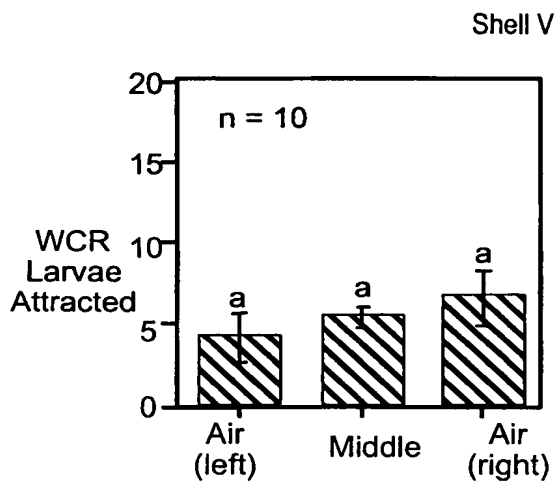 Shell V
20
n = 10
15
10
WCR
Larvae
Attracted
a
a
a
5
0
Air
(left)
Middle
Air
(right)